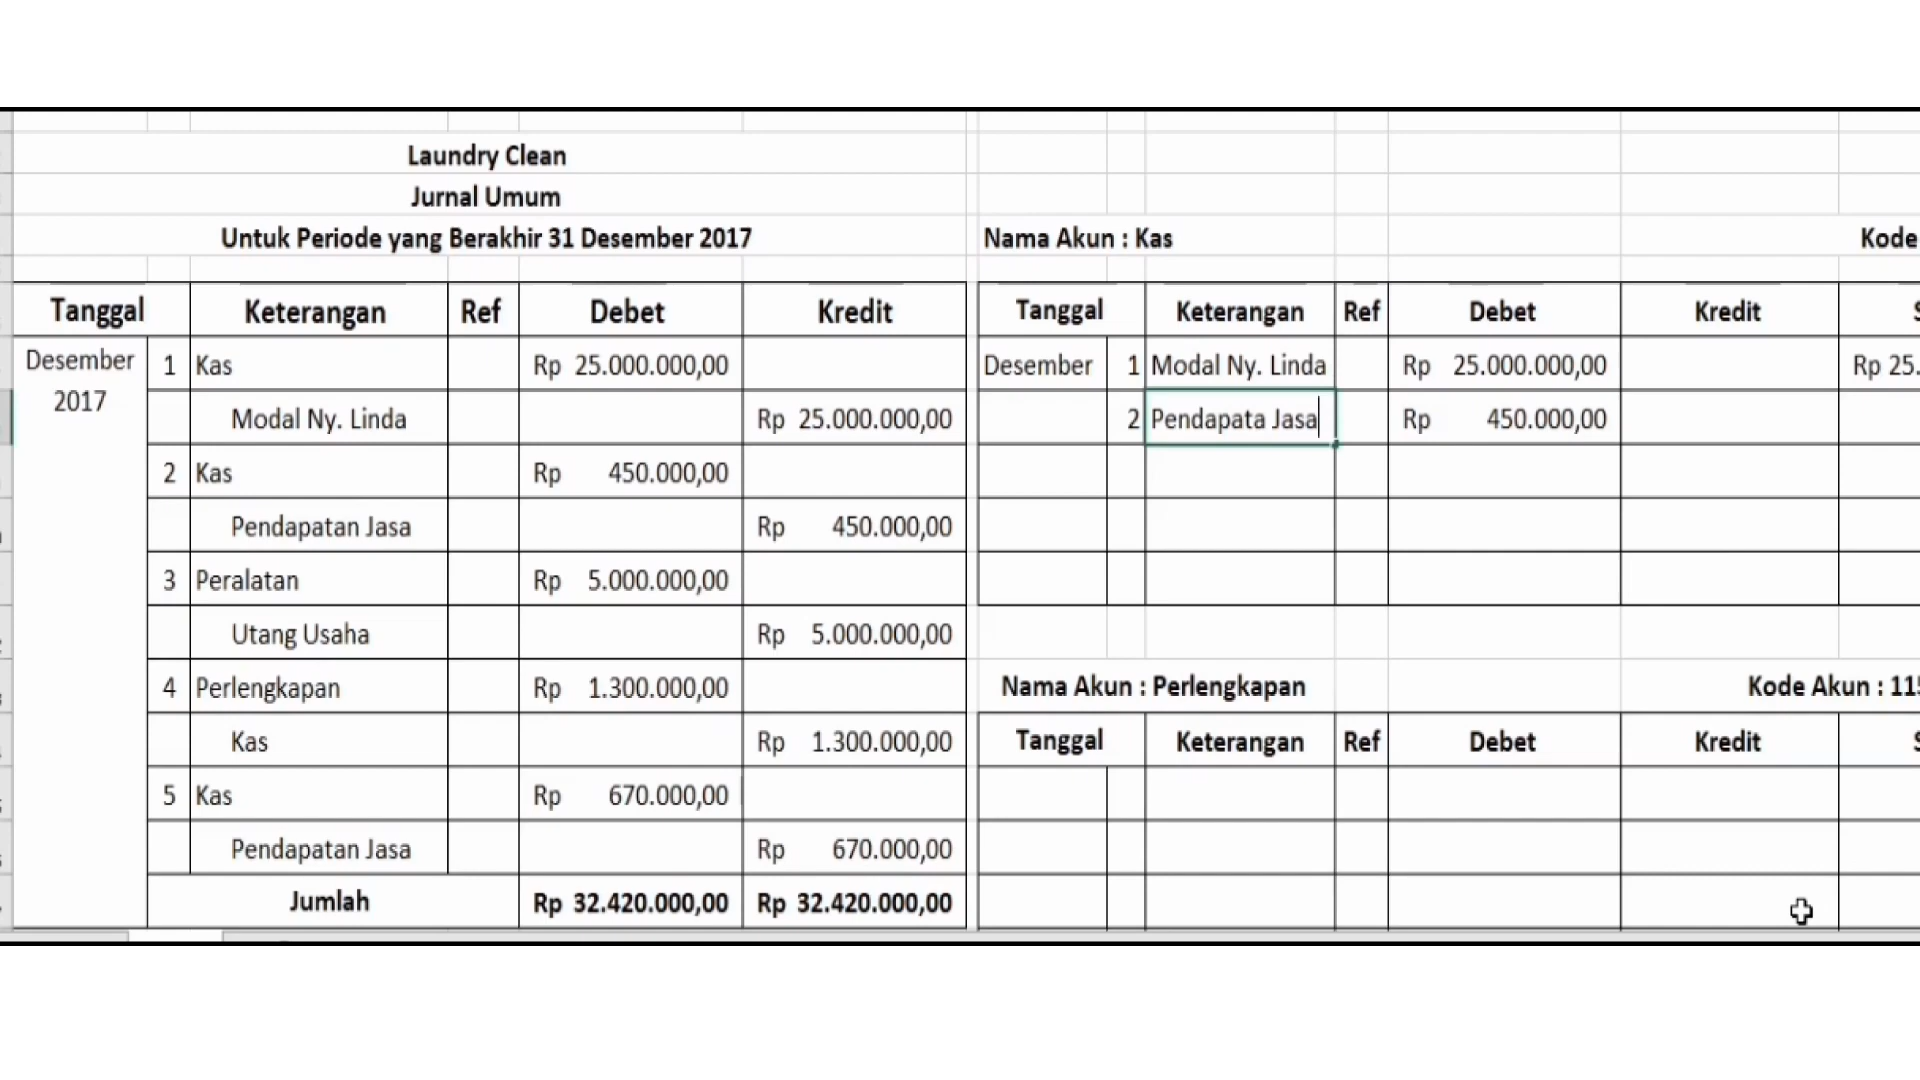 Laundry Clean
Jurnal Umum
Untuk Periode yang Berakhir 31 Desember 2017
Tanggal Keterangan Ref Debet Kredit
Desember 2017 1 Kas Rp 25.000.000,00
Modal Ny. Linda Rp 25.000.000,00
2 Kas Rp 450.000,00
Pendapatan Jasa Rp 450.000,00
3 Peralatan Rp 5.000.000,00
Utang Usaha Rp 5.000.000,00
4 Perlengkapan Rp 1.300.000,00
Kas Rp 1.300.000,00
5 Kas Rp 670.000,00
Pendapatan Jasa Rp 670.000,00
Jumlah Rp 32.420.000,00 Rp 32.420.000,00
Nama Akun : Kas Kode
Tanggal Keterangan Ref Debet Kredit
Desember 1 Modal Ny. Linda Rp 25.000.000,00 Rp 25.
2 Pendapata Jasa Rp 450.000,00
Nama Akun : Perlengkapan Kode Akun : 115
Tanggal Keterangan Ref Debet Kredit